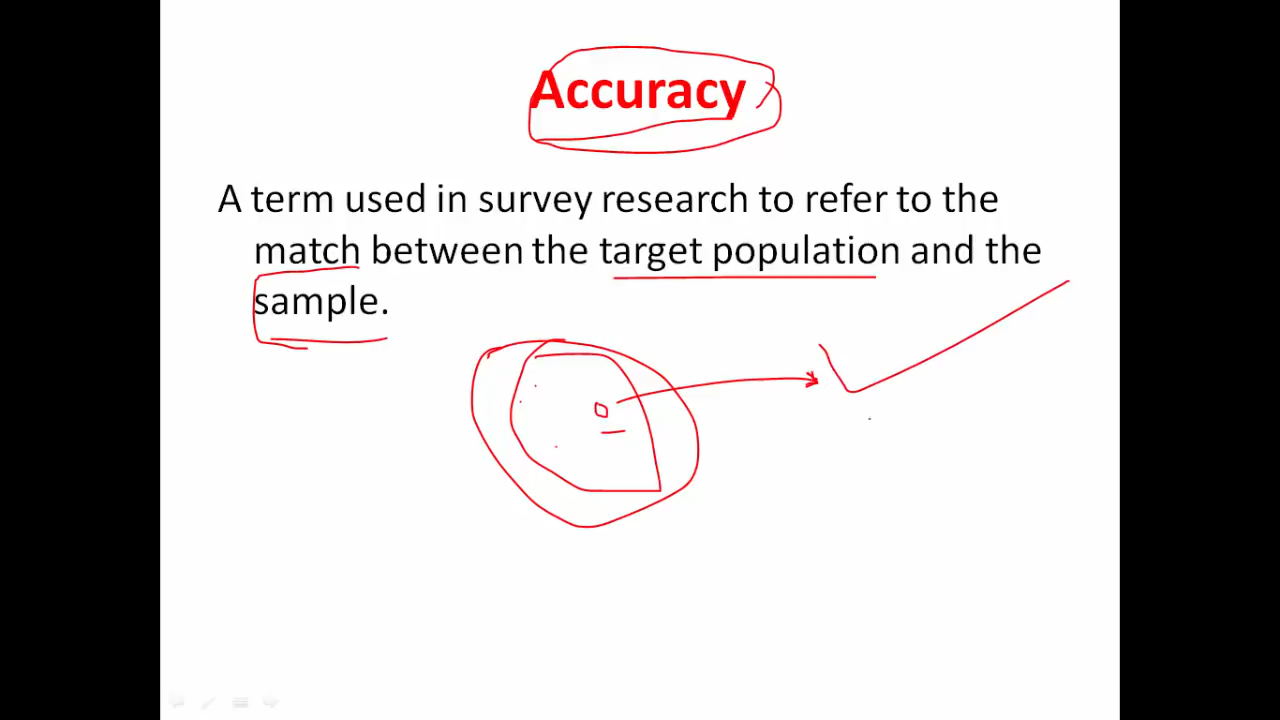 Accuracy
A term used in survey research to refer to the
match between the target population and the
sample.